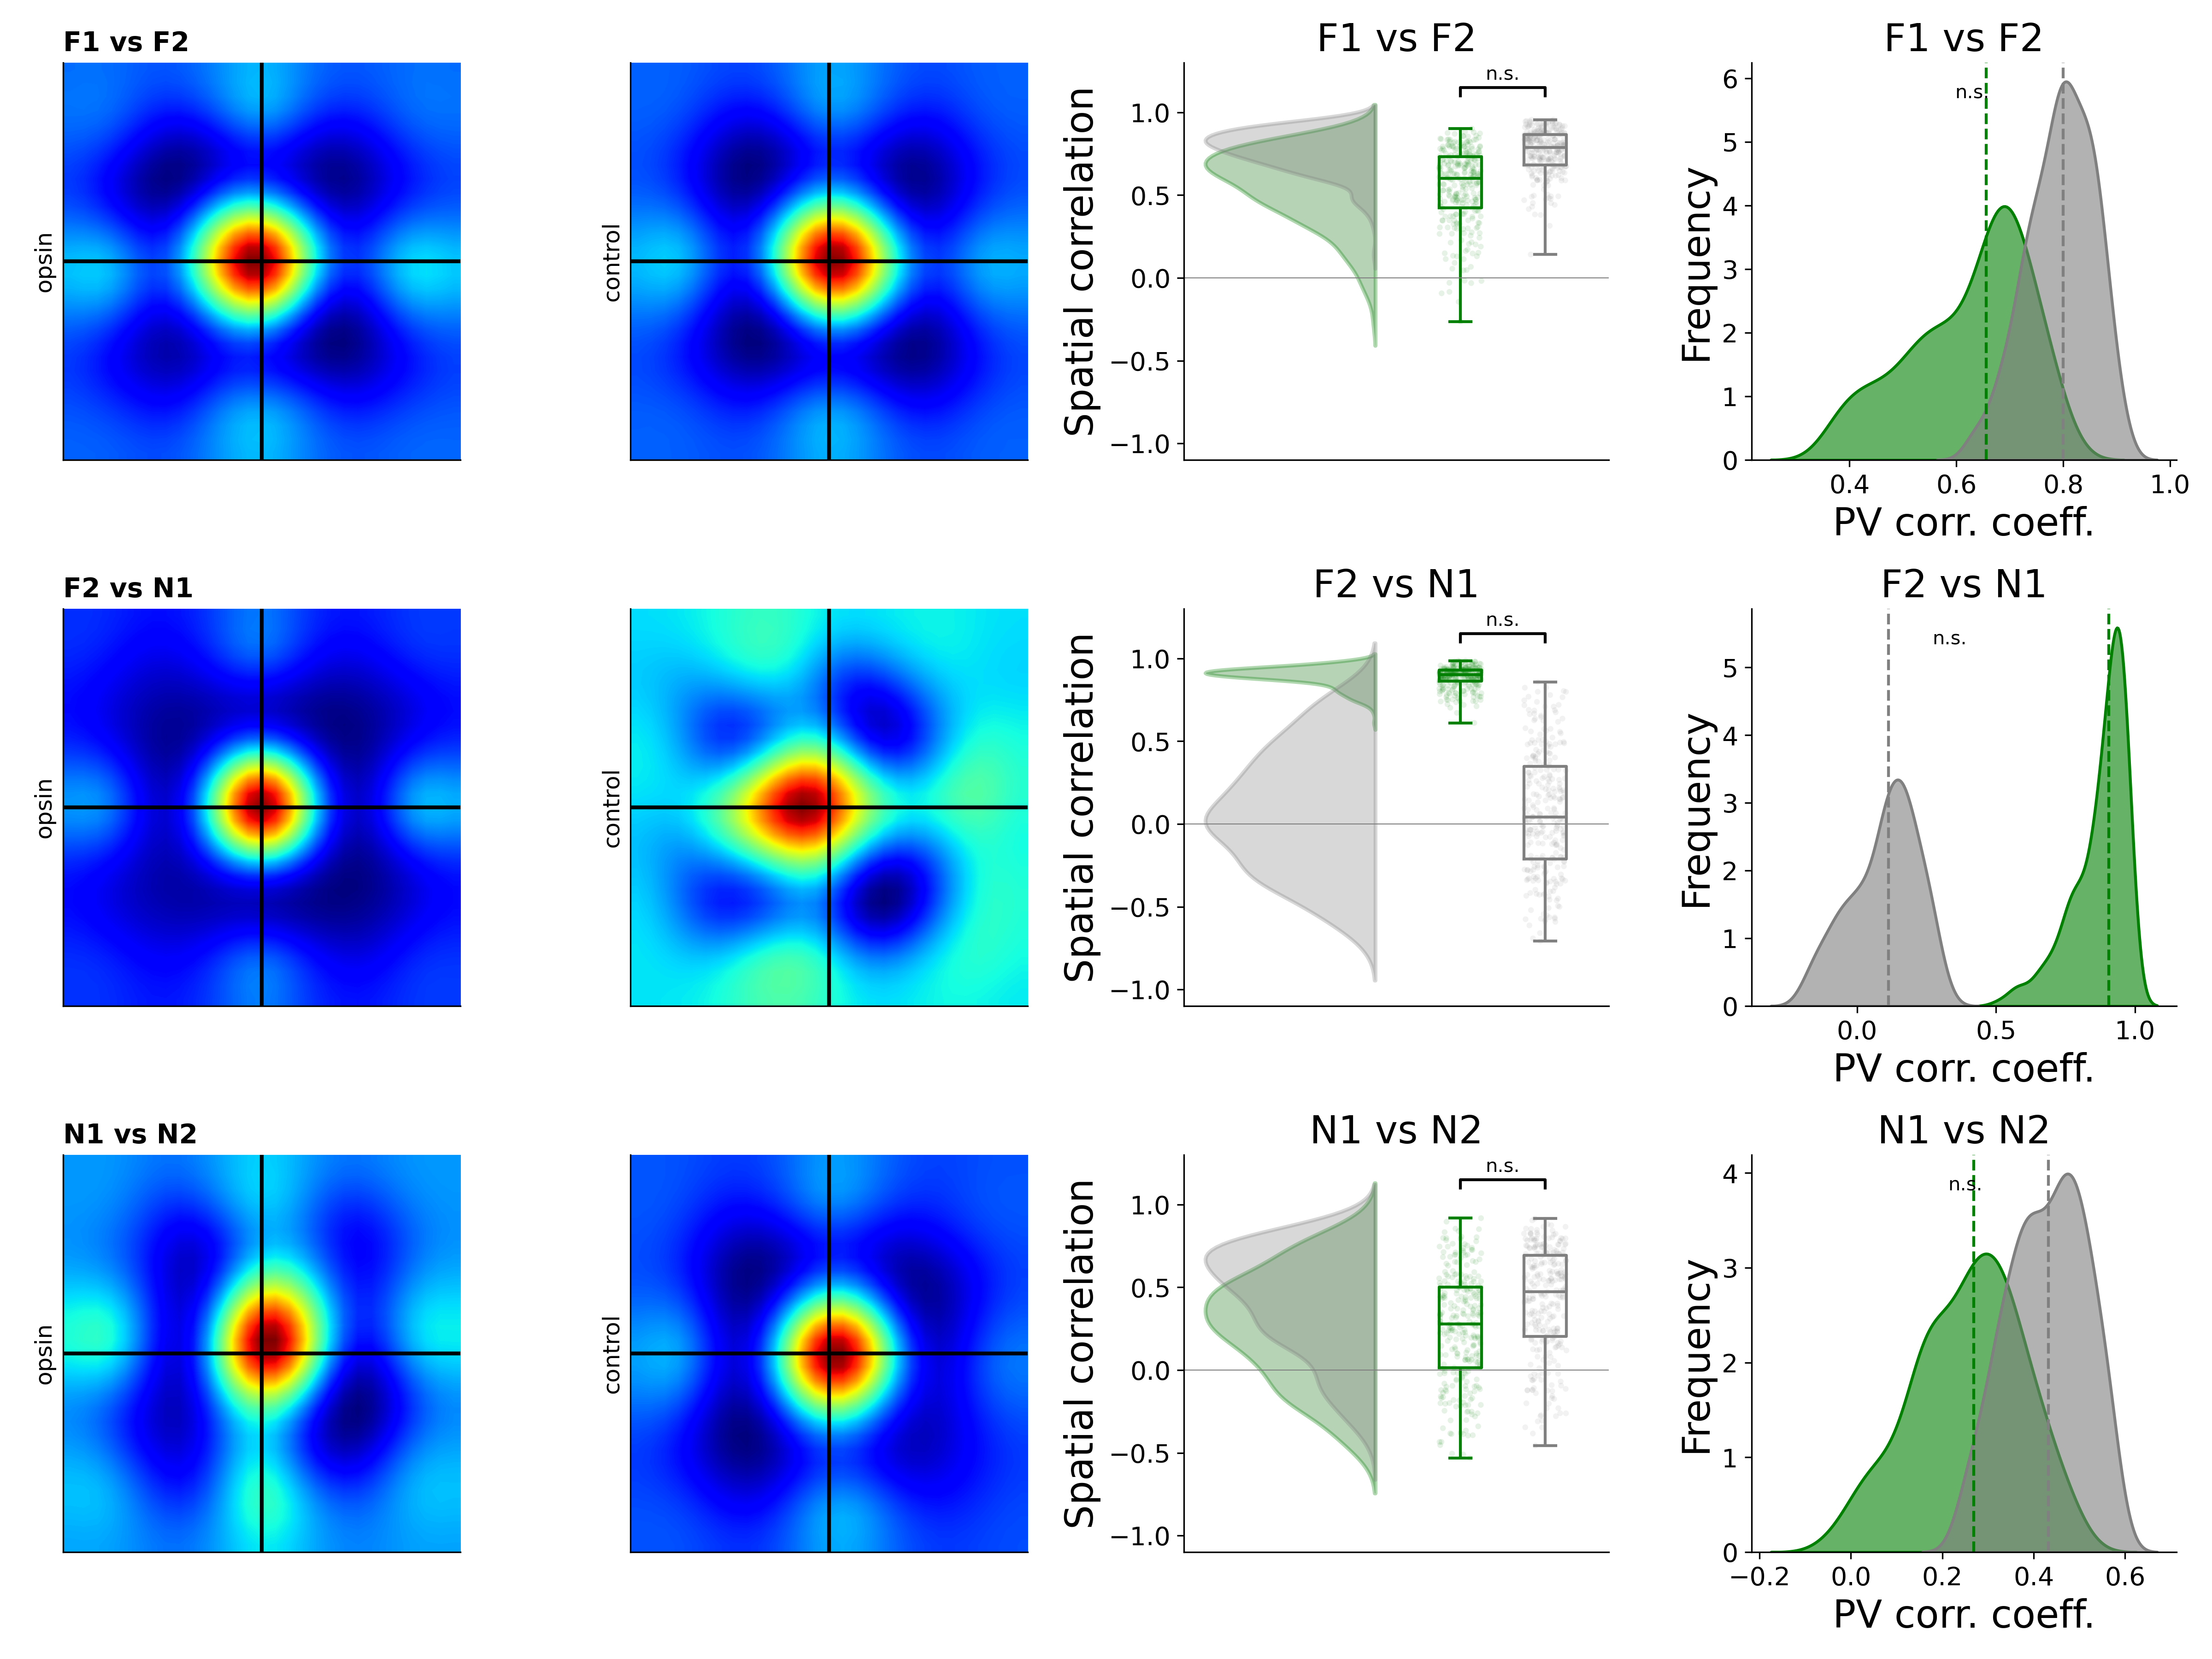 F1 vs F2
opsin
control
F1 vs F2
Spatial correlation
1.0
0.5
0.0
−0.5
−1.0
n.s.
F1 vs F2
Frequency
6
5
4
3
2
1
0
n.s
0.4 0.6 0.8 1.0
PV corr. coeff.
F2 vs N1
opsin
control
F2 vs N1
Spatial correlation
1.0
0.5
0.0
−0.5
−1.0
n.s.
F2 vs N1
Frequency
5
4
3
2
1
0
n.s.
0.0 0.5 1.0
PV corr. coeff.
N1 vs N2
opsin
control
N1 vs N2
Spatial correlation
1.0
0.5
0.0
−0.5
−1.0
n.s.
N1 vs N2
Frequency
4
3
2
1
0
n.s.
−0.2 0.0 0.2 0.4 0.6
PV corr. coeff.